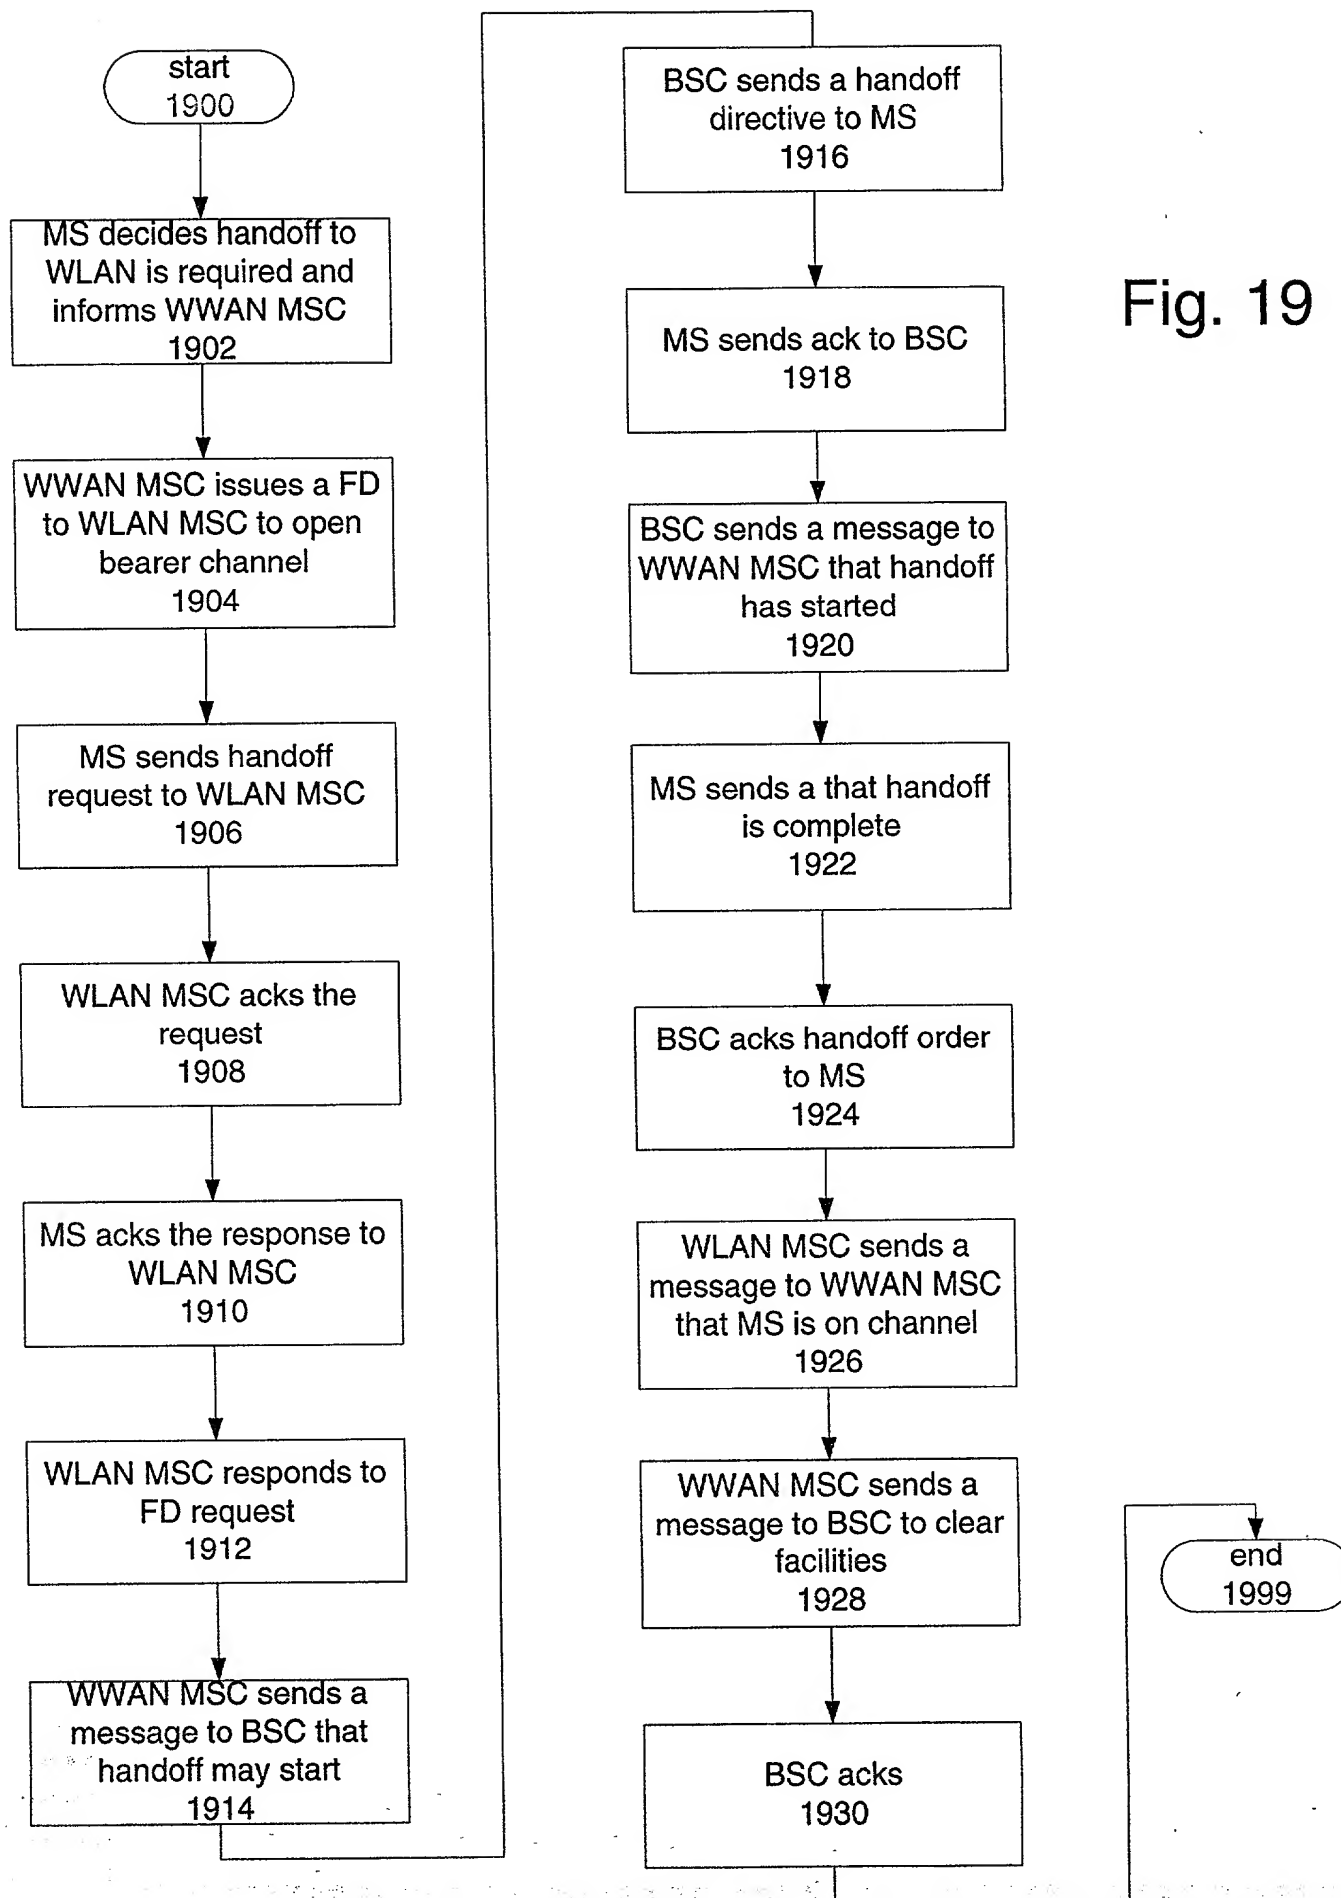 start
1900
MS decides handoff to
WLAN is required and
informs WWAN MSC
1902
WWAN MSC issues a FD
to WLAN MSC to open
bearer channel
1904
MS sends handoff
request to WLAN MSC
1906
WLAN MSC acks the
request
1908
MS acks the response to
WLAN MSC
1910
WLAN MSC responds to
FD request
1912
WWAN MSC sends a
message to BSC that
handoff may start
1914
BSC sends a handoff
directive to MS
1916
MS sends ack to BSC
1918
BSC sends a message to
WWAN MSC that handoff
has started
1920
MS sends a that handoff
is complete
1922
BSC acks handoff order
to MS
1924
WLAN MSC sends a
message to WWAN MSC
that MS is on channel
1926
WWAN MSC sends a
message to BSC to clear
facilities
1928
BSC acks
1930
end
1999
Fig. 19